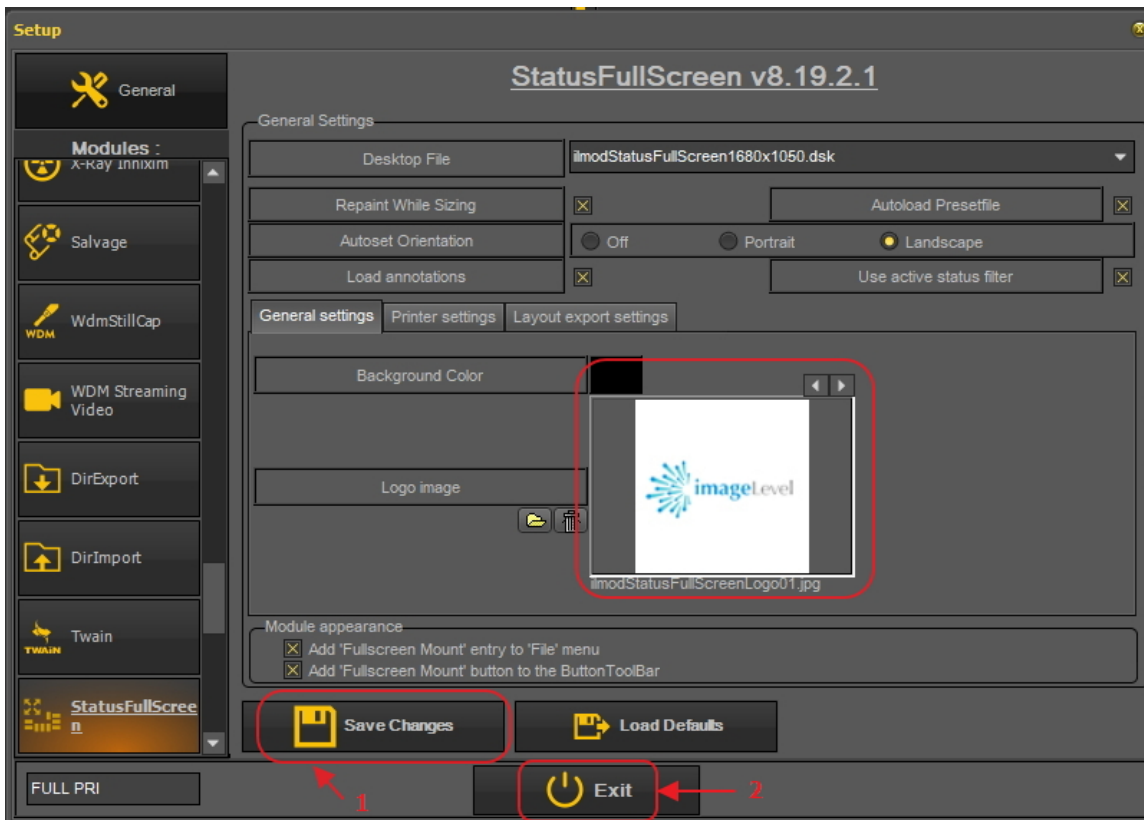 Setup
General
Modules :
X-Ray Innixim
Salvage
WDM
WdmStillCap
WDM Streaming
Video
DirExport
DirImport
TWAIN
Twain
StatusFullScree
n
FULL PRI
StatusFullScreen v8.19.2.1
General Settings
Desktop File
ilmodStatusFullScreen1680x1050.dsk
Repaint While Sizing
Autoload Presetfile
Autoset Orientation
Off
Portrait
Landscape
Load annotations
Use active status filter
General settings
Printer settings
Layout export settings
Background Color
Logo image
imageLevel
ilmodStatusFullScreenLogo01.jpg
Module appearance
Add 'Fullscreen Mount' entry to 'File' menu
Add 'Fullscreen Mount' button to the ButtonToolBar
Save Changes
Load Defaults
1
Exit
2